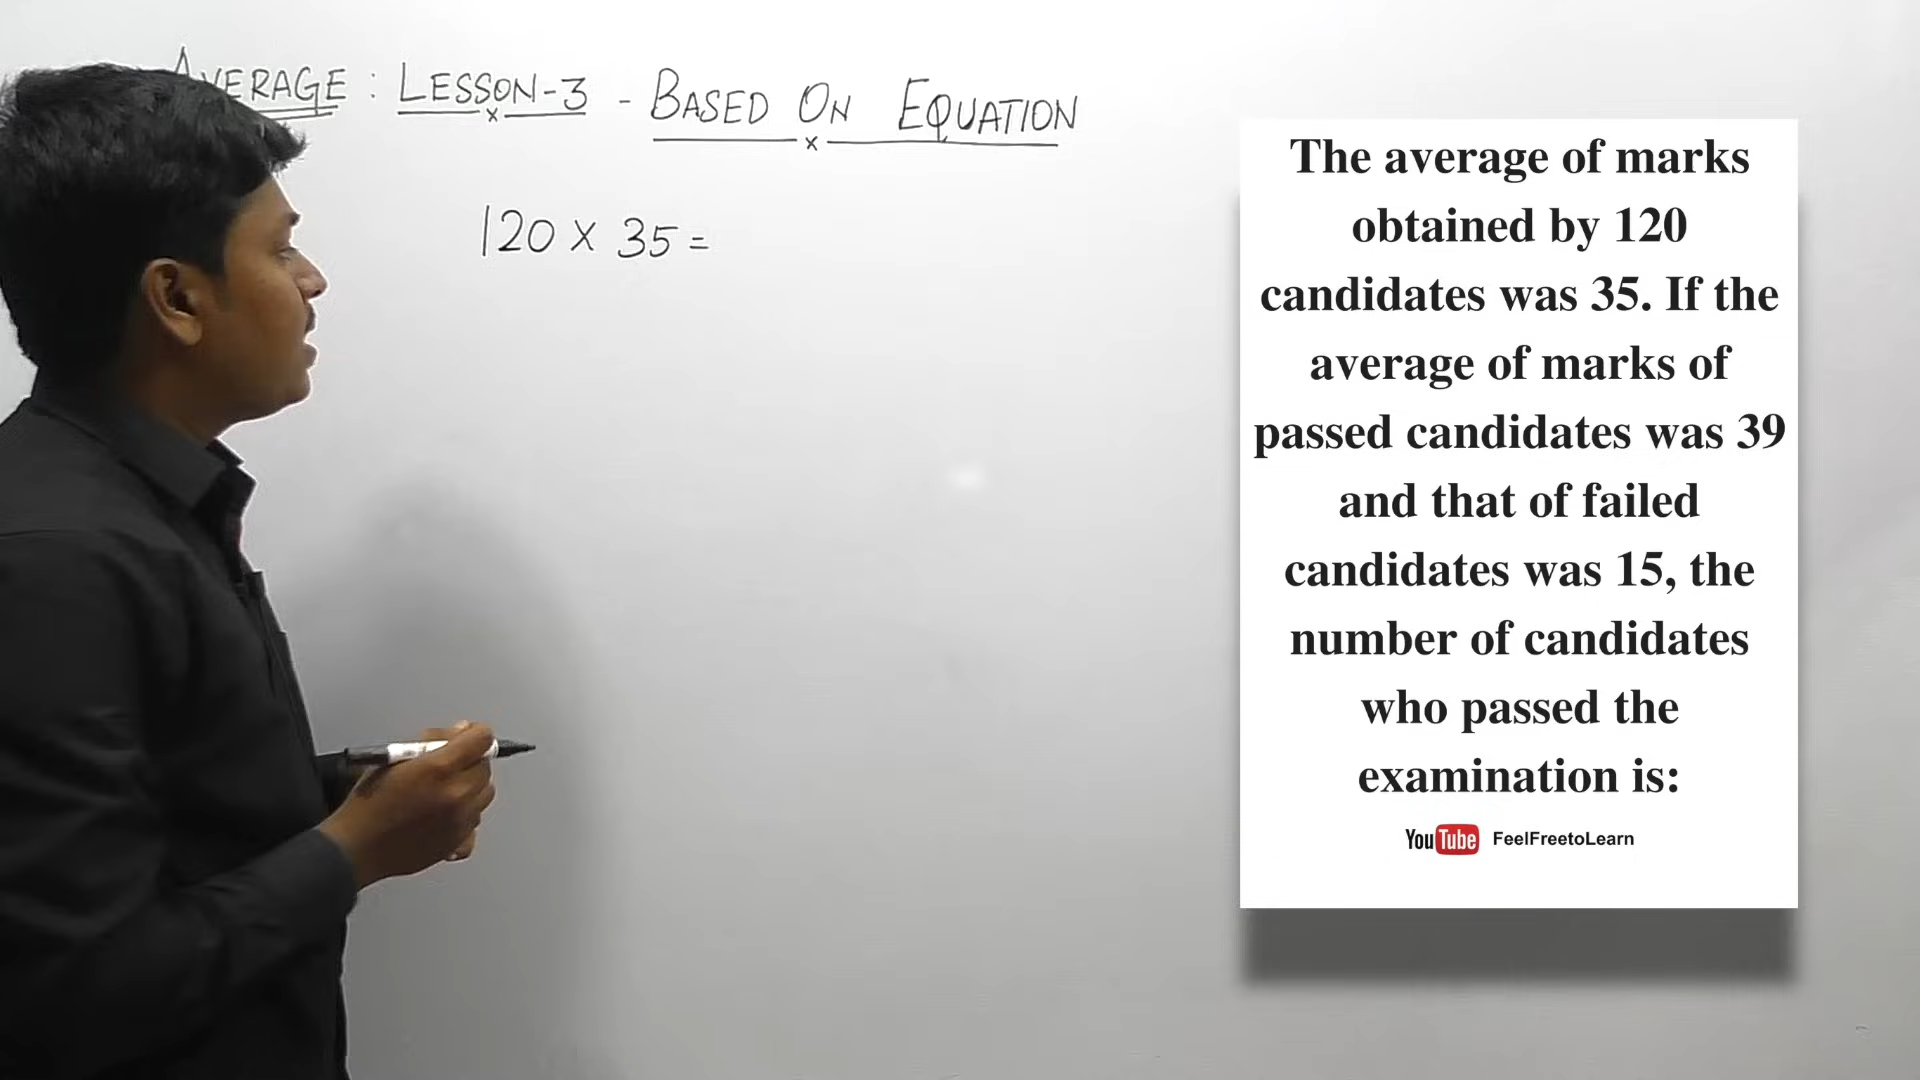 AVERAGE : LESSON-3 - BASED ON EQUATION
120 X 35 =
The average of marks
obtained by 120
candidates was 35. If the
average of marks of
passed candidates was 39
and that of failed
candidates was 15, the
number of candidates
who passed the
examination is:
YouTube FeelFreetoLearn